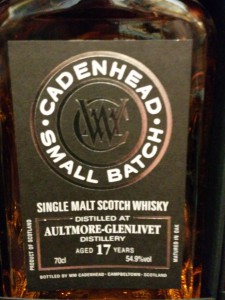 · CADENHEAD ·
WC
SMALL BATCH
SINGLE MALT SCOTCH WHISKY
DISTILLED AT
AULTMORE-GLENLIVET
DISTILLERY
AGED 17 YEARS
70cl 54.9%vol
PRODUCT OF SCOTLAND
MATURED IN OAK
BOTTLED BY WM CADENHEAD · CAMPBELTOWN · SCOTLAND